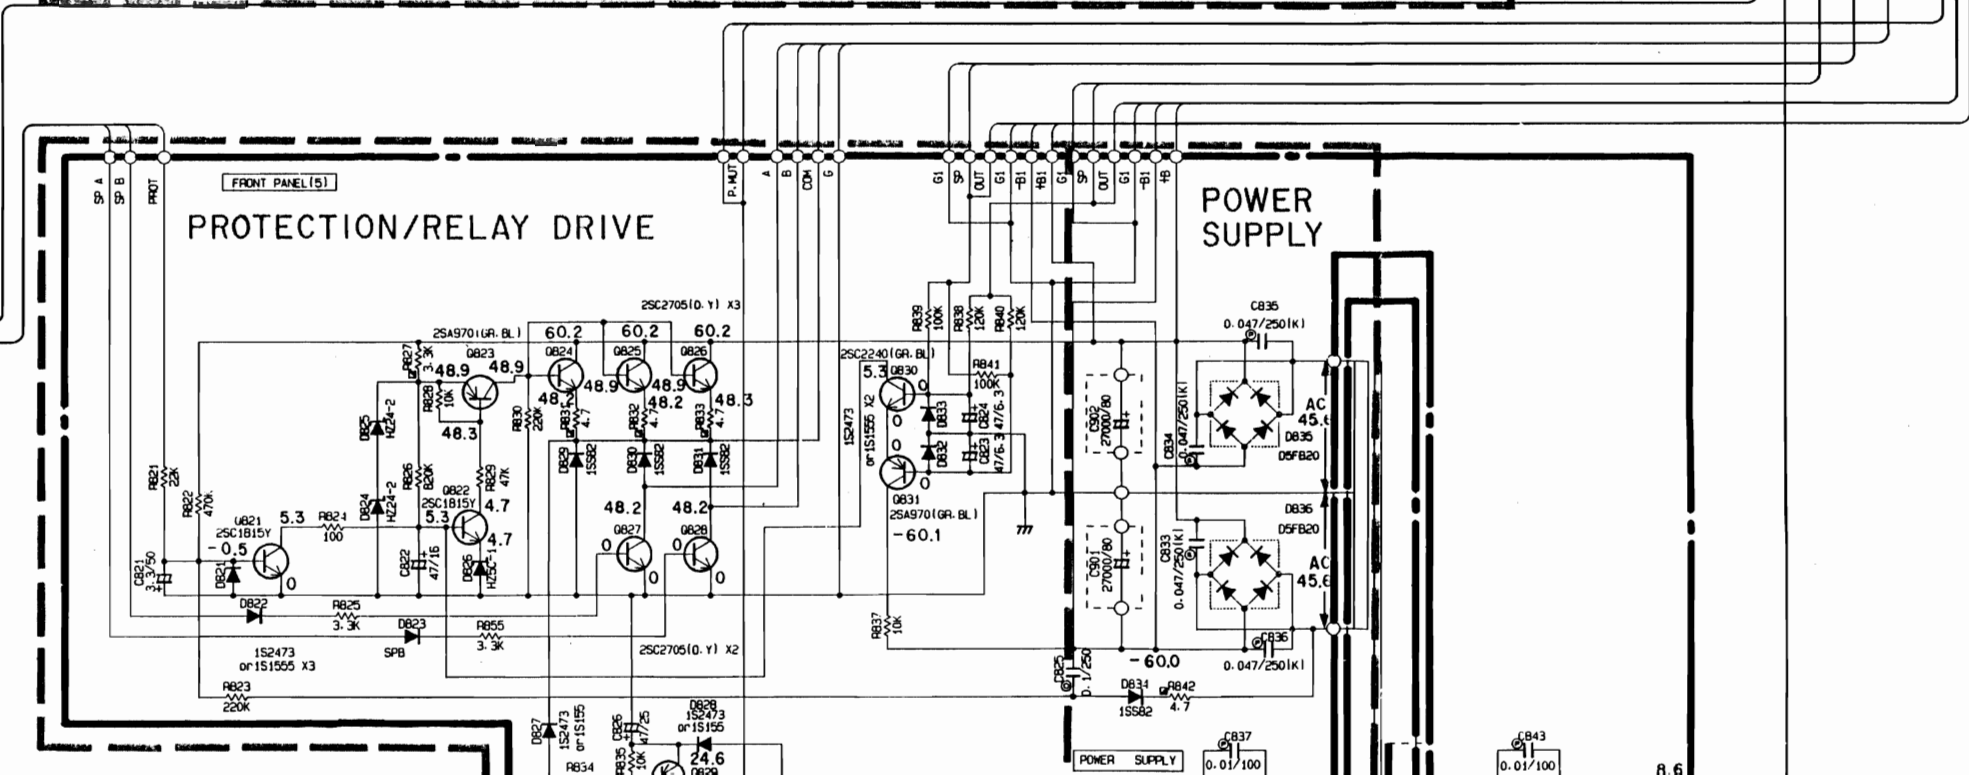 SP A
SP B
PROT
P.MUT
A
B
COM
G
G1
SP
OUT
G1
-B1
+B1
G1
SP
OUT
G1
-B1
+B
FRONT PANEL(5)
PROTECTION/RELAY DRIVE
POWER
SUPPLY
2SC2705(O.Y) X3
2SA970(GR.BL)
60.2
60.2
60.2
R827
3.3K
Q823
48.9
48.9
Q824
Q825
Q826
48.9
48.9
48.2
48.3
R828
10K
48.3
R830
220K
R831
4.7
R832
4.7
R833
4.7
D825
HZ24-2
D829
1SS82
D830
1SS82
D831
1SS82
R826
820K
R829
47K
D824
HZ24-2
Q822
2SC1815Y
4.7
5.3
4.7
R821
22K
R822
470K
Q821
2SC1815Y
5.3
R824
100
-0.5
0
C821
3.3/50
D821
C822
47/16
D826
HZ5C-1
48.2
48.2
Q827
Q828
0
0
0
0
D822
R825
3.3K
D823
R855
3.3K
SPB
1S2473
or1S1555 X3
2SC2705(O.Y) X2
R823
220K
D827
1S2473
or1S155
C826
47/25
D828
1S2473
or1S155
R834
R835
10K
24.6
Q829
R839
100K
R838
120K
R840
120K
2SC2240(GR.BL)
5.3
Q830
0
R841
100K
1S2473
or1S1555 X2
0
0
D833
C824
47/6.3
D832
C823
47/6.3
0
Q831
2SA970(GR.BL)
-60.1
R837
10K
C835
0.047/250(K)
C902
27000/80
C834
0.047/250(K)
AC
D835
D5FB20
D836
D5FB20
C901
27000/80
C833
0.047/250(K)
AC
45.6
C836
0.047/250(K)
C825
0.1/250
-60.0
D834
1SS82
R842
4.7
POWER SUPPLY
C837
0.01/100
C843
0.01/100
8.6